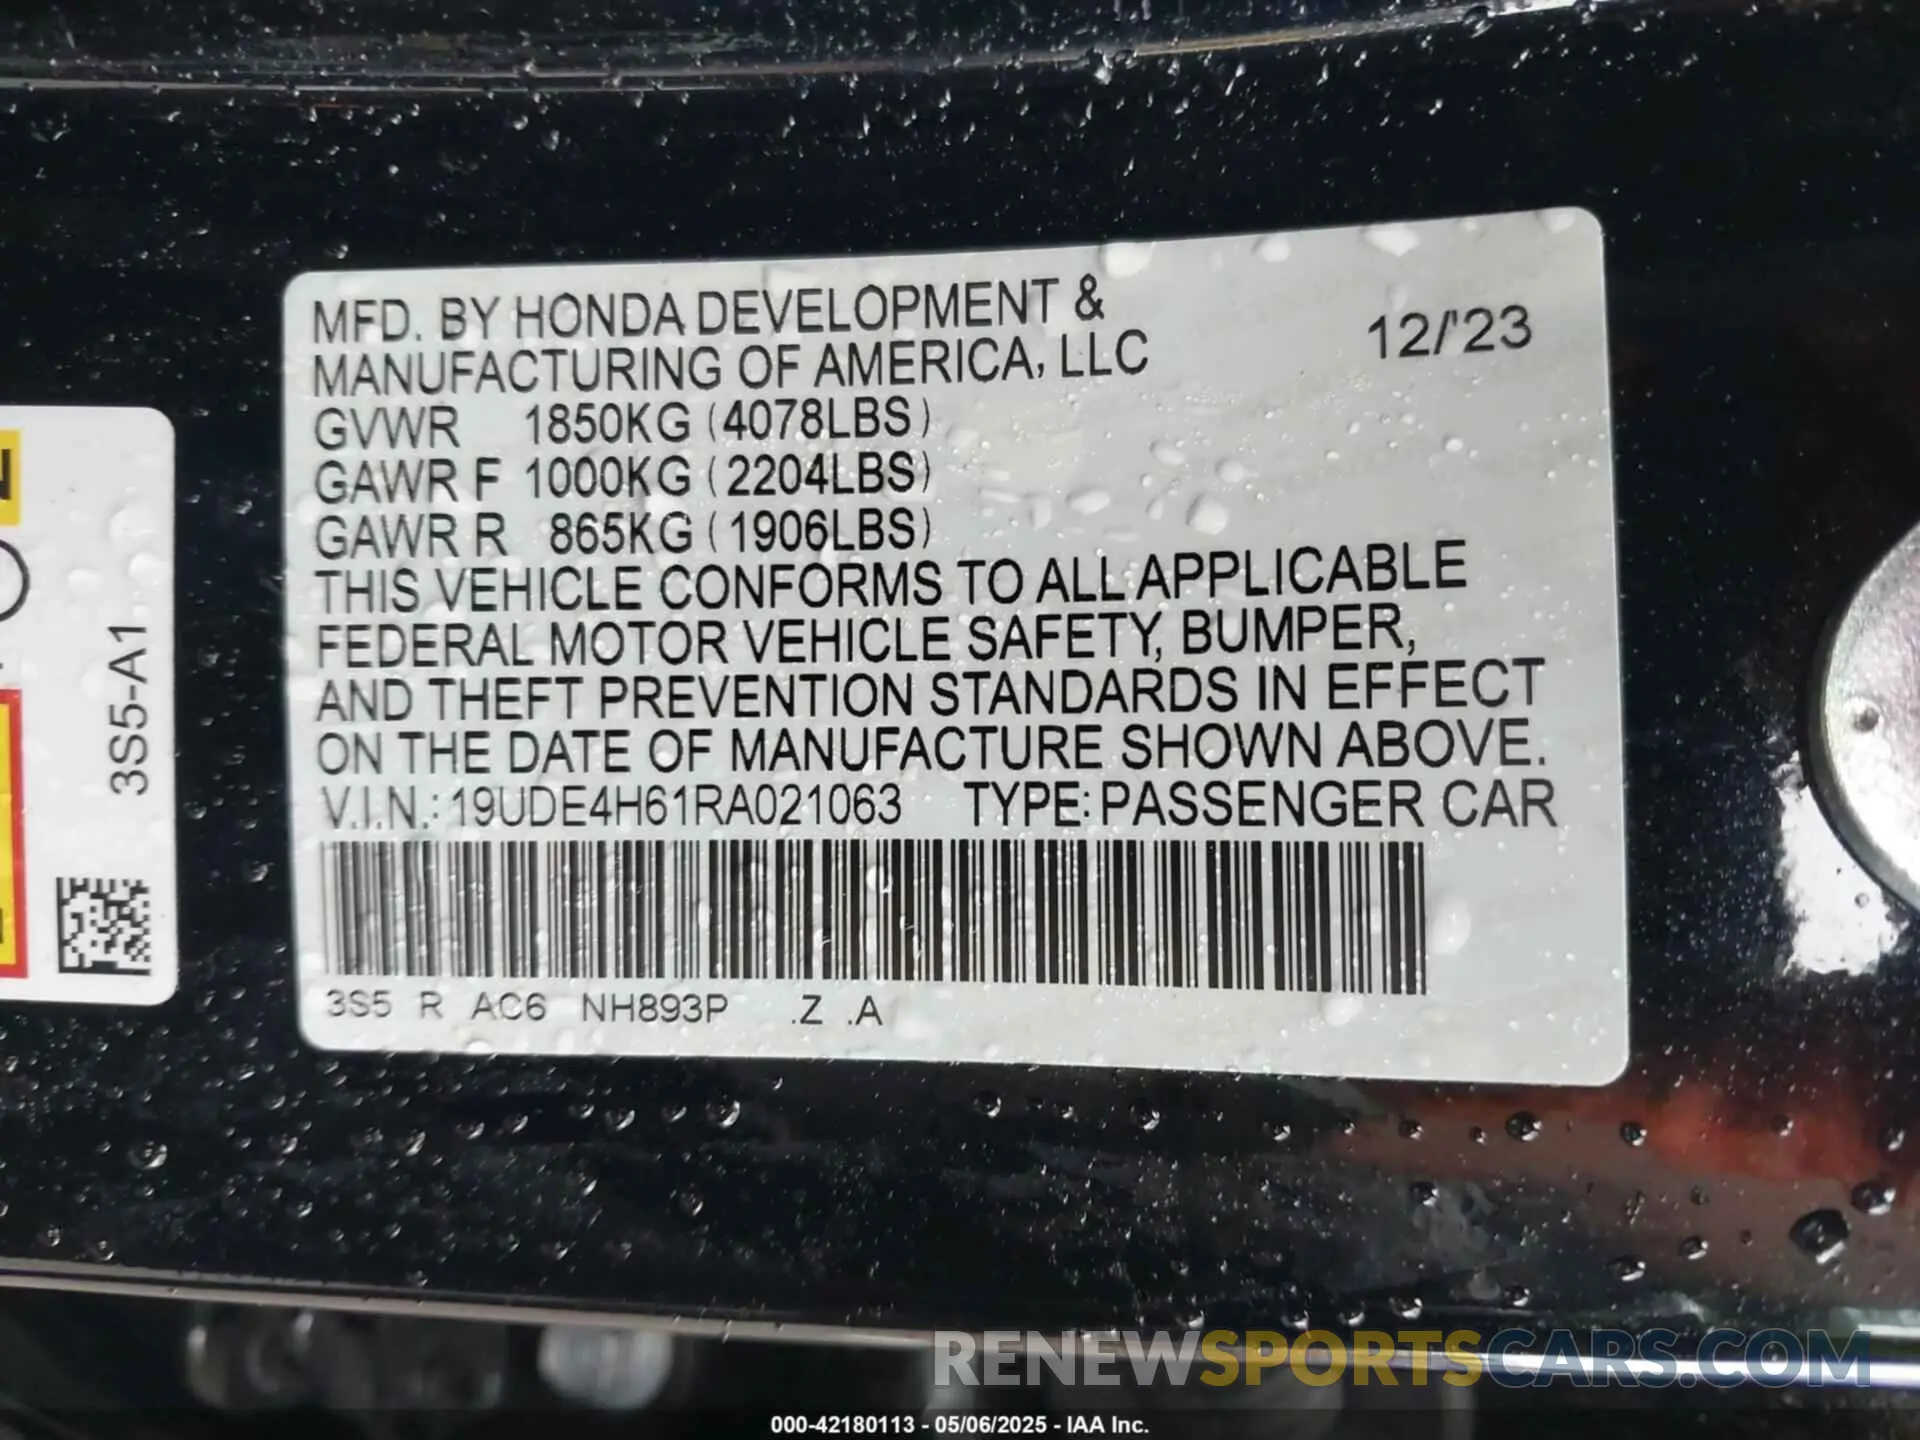 MFD. BY HONDA DEVELOPMENT &
MANUFACTURING OF AMERICA, LLC
12/'23
GVWR 1850KG (4078LBS)
GAWR F 1000KG (2204LBS)
GAWR R 865KG (1906LBS)
THIS VEHICLE CONFORMS TO ALL APPLICABLE
FEDERAL MOTOR VEHICLE SAFETY, BUMPER,
AND THEFT PREVENTION STANDARDS IN EFFECT
ON THE DATE OF MANUFACTURE SHOWN ABOVE.
V.I.N.: 19UDE4H61RA021063 TYPE: PASSENGER CAR
3S5 R AC6 NH893P .Z .A
3S5-A1
RENEWSPORTSCARS.COM
000-42180113 - 05/06/2025 - IAA Inc.